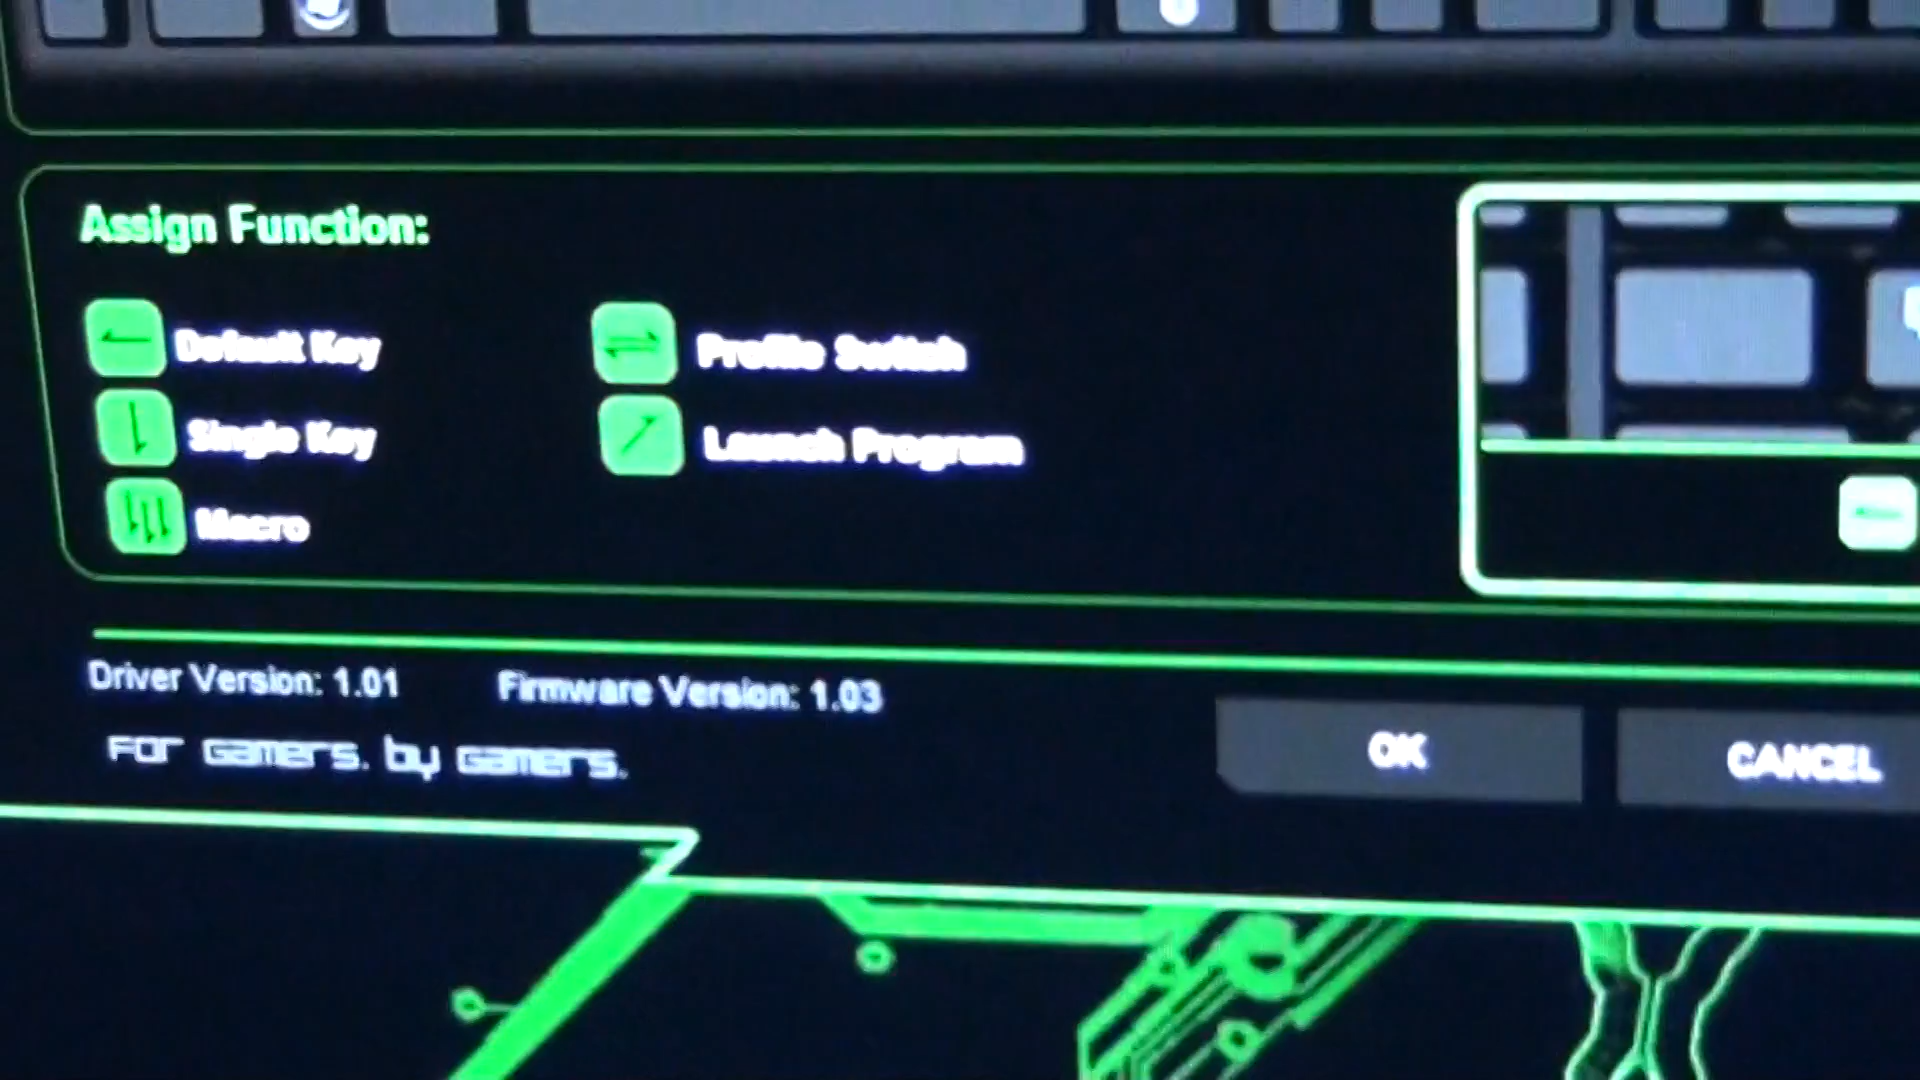 Assign Function:
Default Key
Profile Switch
Single Key
Launch Program
Macro
Driver Version: 1.01
Firmware Version: 1.03
For Gamers. by Gamers.
OK
CANCEL